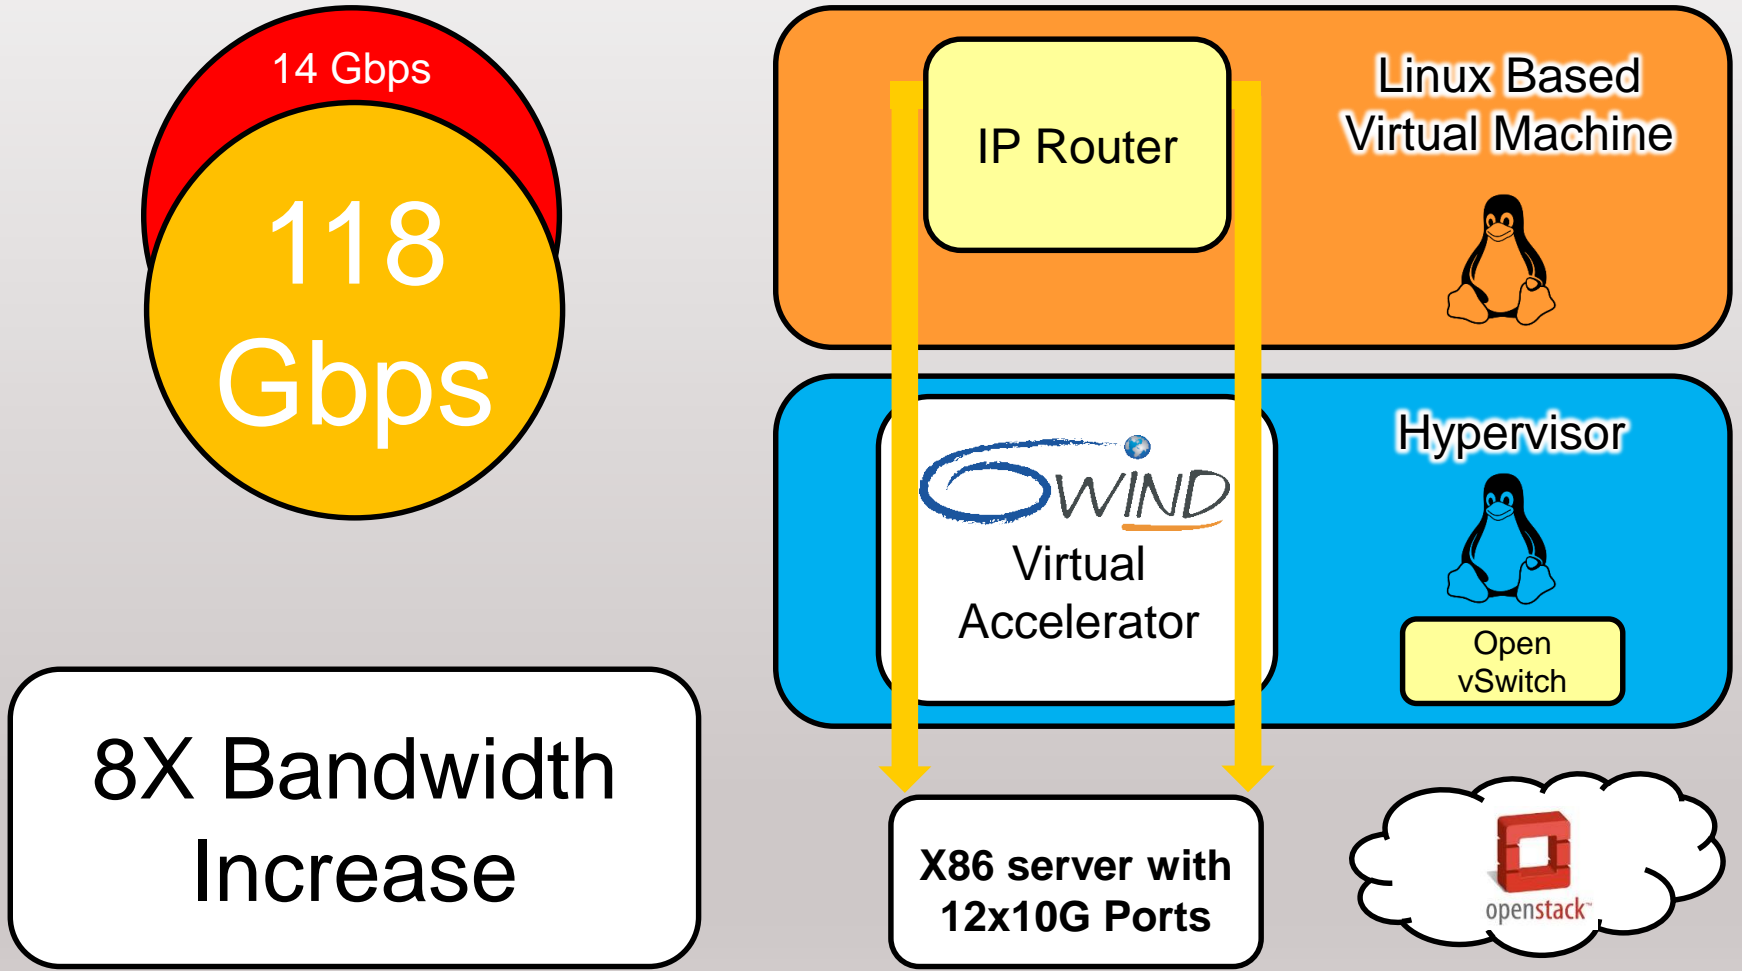 14 Gbps
118
Gbps
8X Bandwidth
Increase
IP Router
Linux Based
Virtual Machine
6WIND
Virtual
Accelerator
Hypervisor
Open
vSwitch
X86 server with
12x10G Ports
openstack™